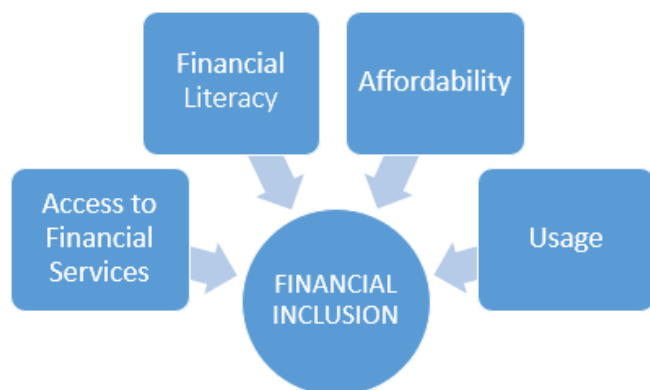 Financial
Literacy
Affordability
Access to
Financial
Services
Usage
FINANCIAL
INCLUSION